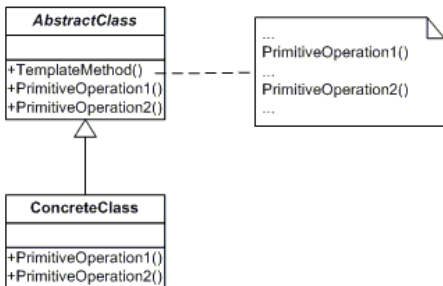 AbstractClass
+TemplateMethod()
+PrimitiveOperation1()
+PrimitiveOperation2()
...
PrimitiveOperation1()
...
PrimitiveOperation2()
...
ConcreteClass
+PrimitiveOperation1()
+PrimitiveOperation2()